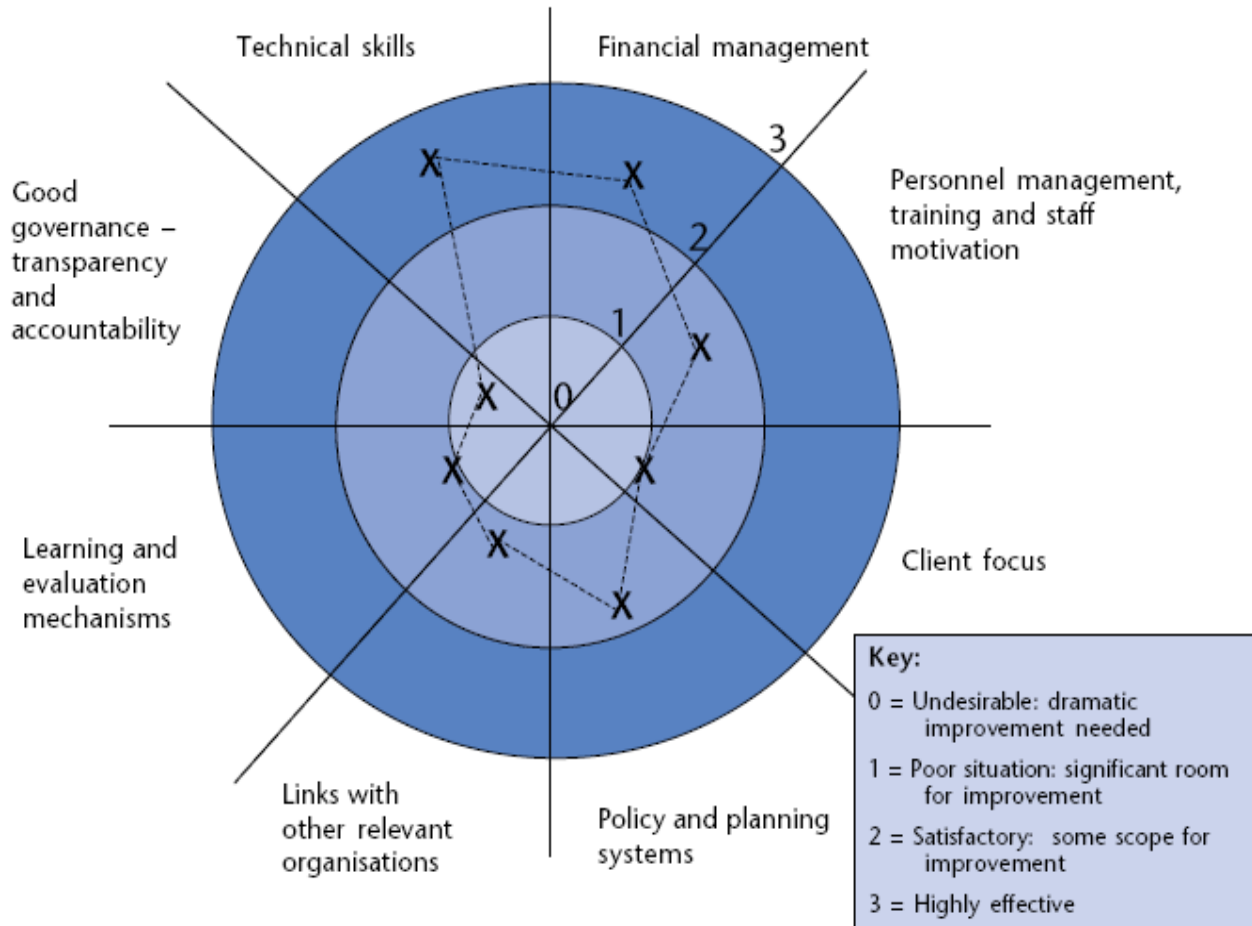 Technical skills
Financial management
3
Personnel management,
training and staff
motivation
2
1
0
Good
governance –
transparency
and
accountability
X
X
X
X
X
X
X
X
Learning and
evaluation
mechanisms
Client focus
Links with
other relevant
organisations
Policy and planning
systems
Key:
0 = Undesirable: dramatic
improvement needed
1 = Poor situation: significant room
for improvement
2 = Satisfactory: some scope for
improvement
3 = Highly effective